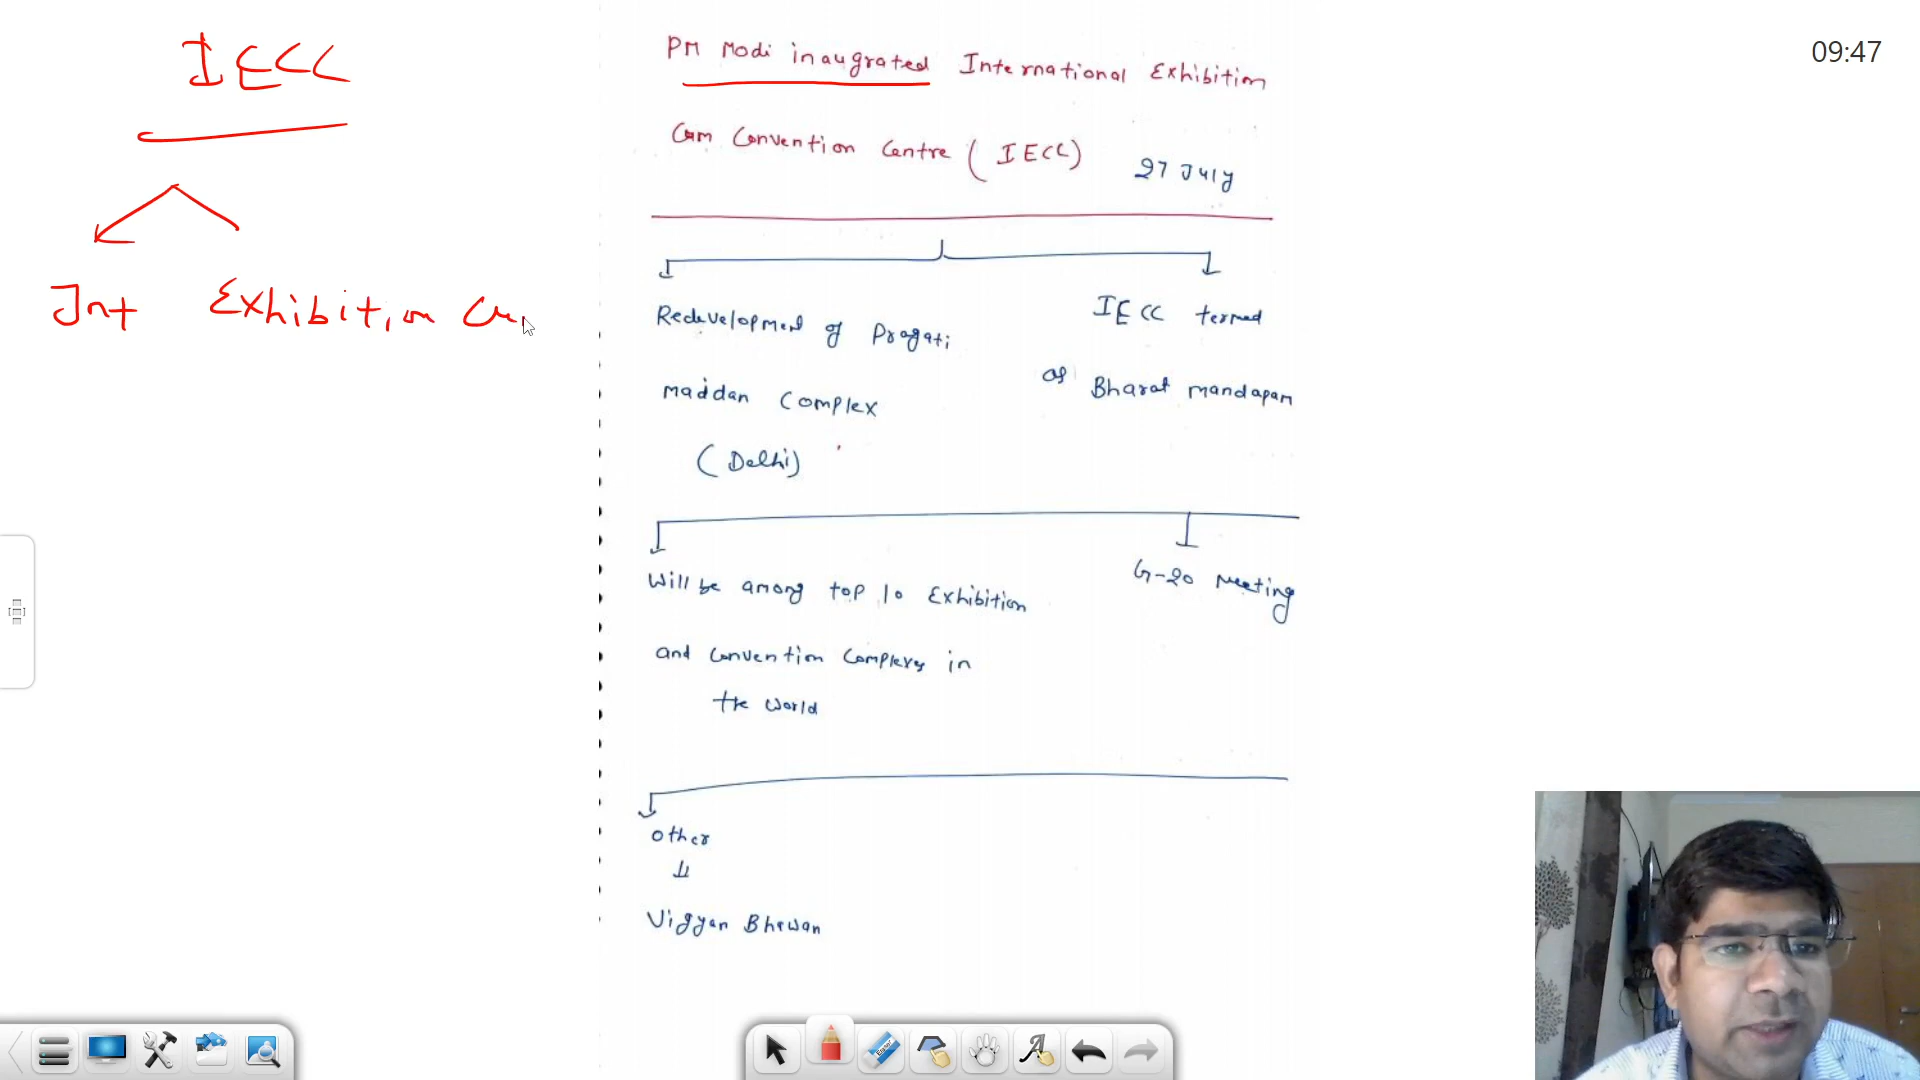 IECC
Int Exhibition Cu
PM Modi inaugrated International Exhibition
Cum Convention Centre (IECC) 27 July
Redevelopment of Pragati
Maidan Complex
(Delhi)
IECC termed
as Bharat mandapam
Will be among top 10 Exhibition
and Convention Complexes in
the World
G-20 Meeting
Other
Vigyan Bhawan
09:47